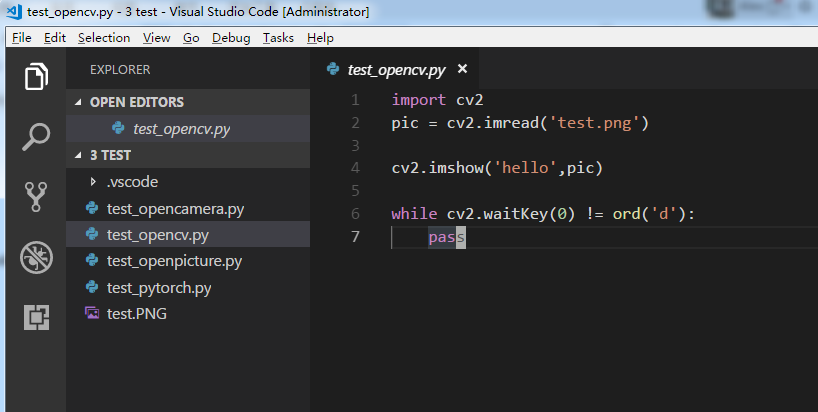 test_opencv.py - 3 test - Visual Studio Code [Administrator]
File Edit Selection View Go Debug Tasks Help
EXPLORER
OPEN EDITORS
test_opencv.py
3 TEST
.vscode
test_opencamera.py
test_opencv.py
test_openpicture.py
test_pytorch.py
test.PNG
test_opencv.py ×
1 import cv2
2 pic = cv2.imread('test.png')
3
4 cv2.imshow('hello',pic)
5
6 while cv2.waitKey(0) != ord('d'):
7     pass